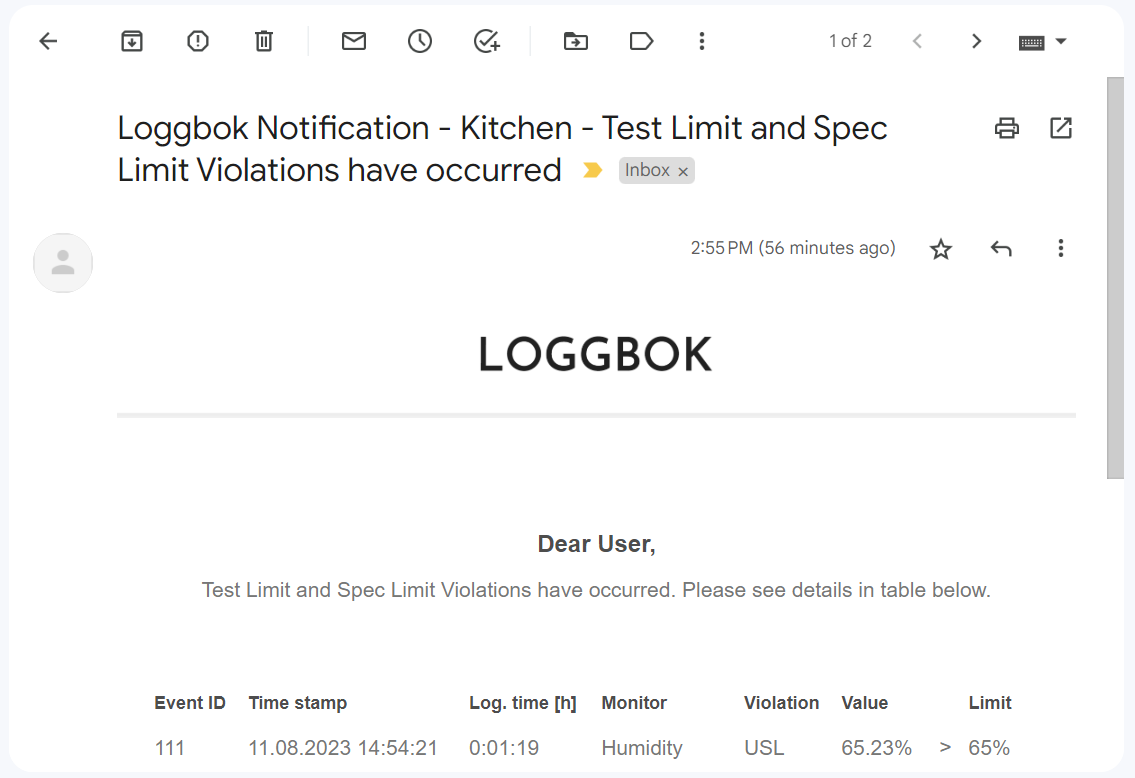 1 of 2
Loggbok Notification - Kitchen - Test Limit and Spec
Limit Violations have occurred Inbox ×
2:55 PM (56 minutes ago)
LOGGBOK
Dear User,
Test Limit and Spec Limit Violations have occurred. Please see details in table below.
Event ID Time stamp Log. time [h] Monitor Violation Value Limit
111 11.08.2023 14:54:21 0:01:19 Humidity USL 65.23% > 65%